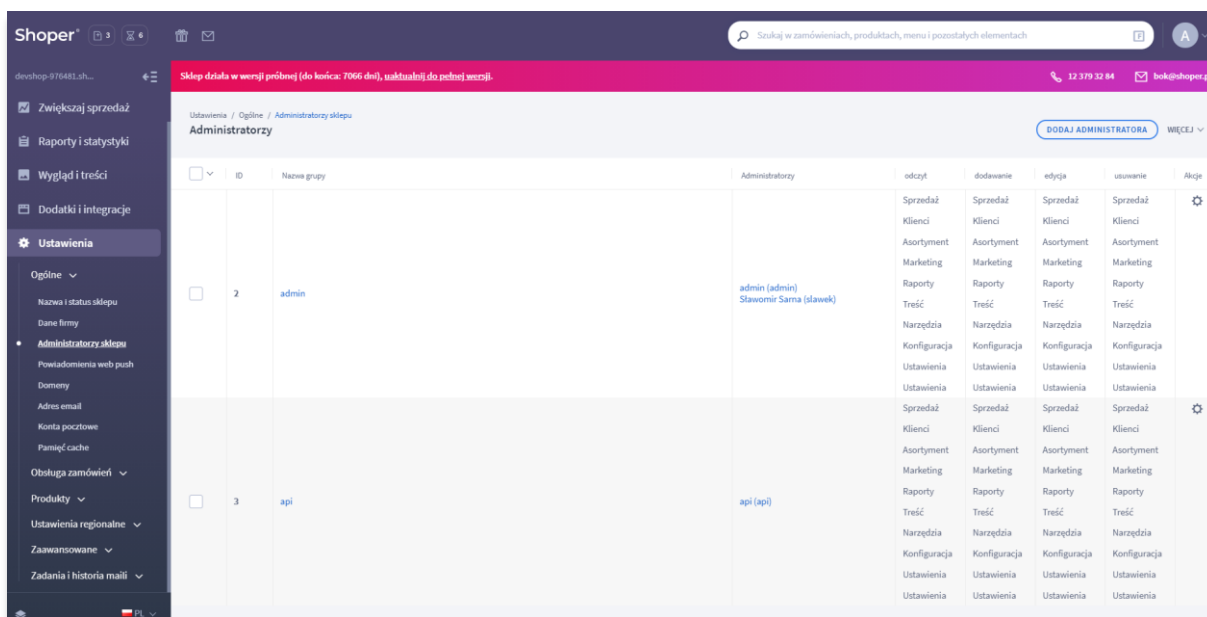 Shoper
3
6
Szukaj w zamówieniach, produktach, menu i pozostałych elementach
F
A
devshop-976481.sh...
Sklep działa w wersji próbnej (do końca: 7066 dni), uaktualnij do pełnej wersji.
12 379 32 84
bok@shoper.p
Zwiększaj sprzedaż
Raporty i statystyki
Wygląd i treści
Dodatki i integracje
Ustawienia
Ogólne
Nazwa i status sklepu
Dane firmy
Administratorzy sklepu
Powiadomienia web push
Domeny
Adres email
Konta pocztowe
Pamięć cache
Obsługa zamówień
Produkty
Ustawienia regionalne
Zaawansowane
Zadania i historia maili
PL
Ustawienia / Ogólne / Administratorzy sklepu
Administratorzy
DODAJ ADMINISTRATORA
WIĘCEJ
ID Nazwa grupy Administratorzy odczyt dodawanie edycja usuwanie Akcje
2 admin
admin (admin)
Sławomir Sarna (slawek)
Sprzedaż Sprzedaż Sprzedaż Sprzedaż
Klienci Klienci Klienci Klienci
Asortyment Asortyment Asortyment Asortyment
Marketing Marketing Marketing Marketing
Raporty Raporty Raporty Raporty
Treść Treść Treść Treść
Narzędzia Narzędzia Narzędzia Narzędzia
Konfiguracja Konfiguracja Konfiguracja Konfiguracja
Ustawienia Ustawienia Ustawienia Ustawienia
Ustawienia Ustawienia Ustawienia Ustawienia
3 api api (api)
Sprzedaż Sprzedaż Sprzedaż Sprzedaż
Klienci Klienci Klienci Klienci
Asortyment Asortyment Asortyment Asortyment
Marketing Marketing Marketing Marketing
Raporty Raporty Raporty Raporty
Treść Treść Treść Treść
Narzędzia Narzędzia Narzędzia Narzędzia
Konfiguracja Konfiguracja Konfiguracja Konfiguracja
Ustawienia Ustawienia Ustawienia Ustawienia
Ustawienia Ustawienia Ustawienia Ustawienia